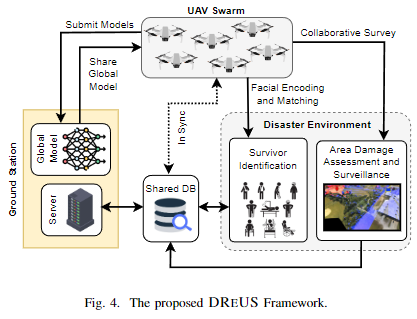 UAV Swarm
Submit Models
Share
Global
Model
Collaborative Survey
Facial Encoding
and Matching
In Sync
Ground Station
Global
Model
Server
Shared DB
Disaster Environment
Survivor
Identification
Area Damage
Assessment and
Surveillance
Fig. 4. The proposed DREUS Framework.